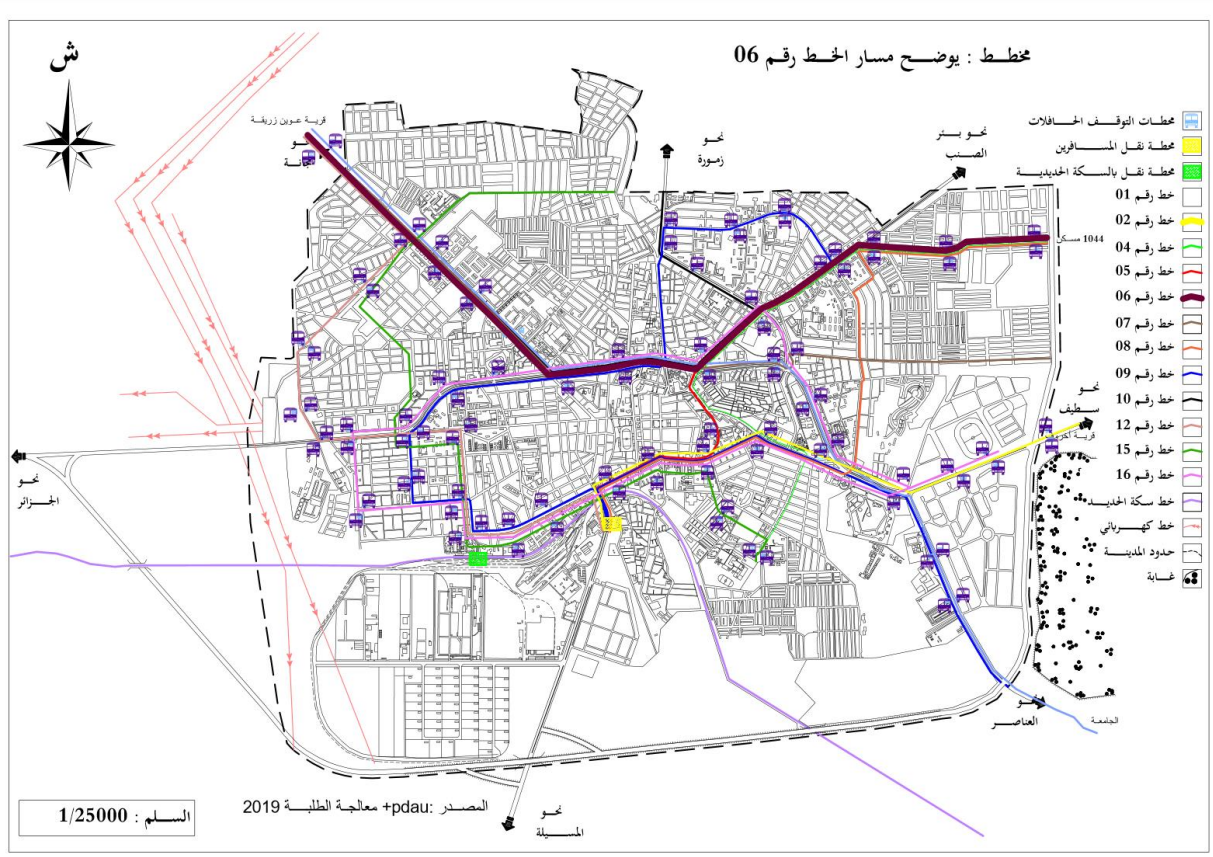 مخطط : يوضح مسار الخط رقم 06
ش
قرية عوين زريقة
نحو
زمورة
نحو بئر
الصنب
1044 مسكن
نحو
سطيف
نحو
الجزائر
نحو
العناصر
الجامعة
نحو
المسيلة
محطات التوقف الحافلات
محطة نقل المسافرين
محطة نقل بالسكة الحديدية
خط رقم 01
خط رقم 02
خط رقم 04
خط رقم 05
خط رقم 06
خط رقم 07
خط رقم 08
خط رقم 09
خط رقم 10
خط رقم 12
خط رقم 15
خط رقم 16
خط سكة الحديد
خط كهربائي
حدود المدينة
غابة
المصدر :pdau+ معالجة الطلبة 2019
السلم : 1/25000